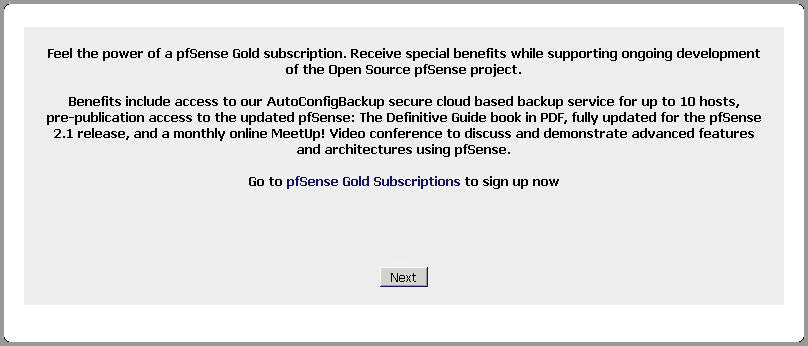 Feel the power of a pfSense Gold subscription. Receive special benefits while supporting ongoing development
of the Open Source pfSense project.
Benefits include access to our AutoConfigBackup secure cloud based backup service for up to 10 hosts,
pre-publication access to the updated pfSense: The Definitive Guide book in PDF, fully updated for the pfSense
2.1 release, and a monthly online MeetUp! Video conference to discuss and demonstrate advanced features
and architectures using pfSense.
Go to pfSense Gold Subscriptions to sign up now
Next